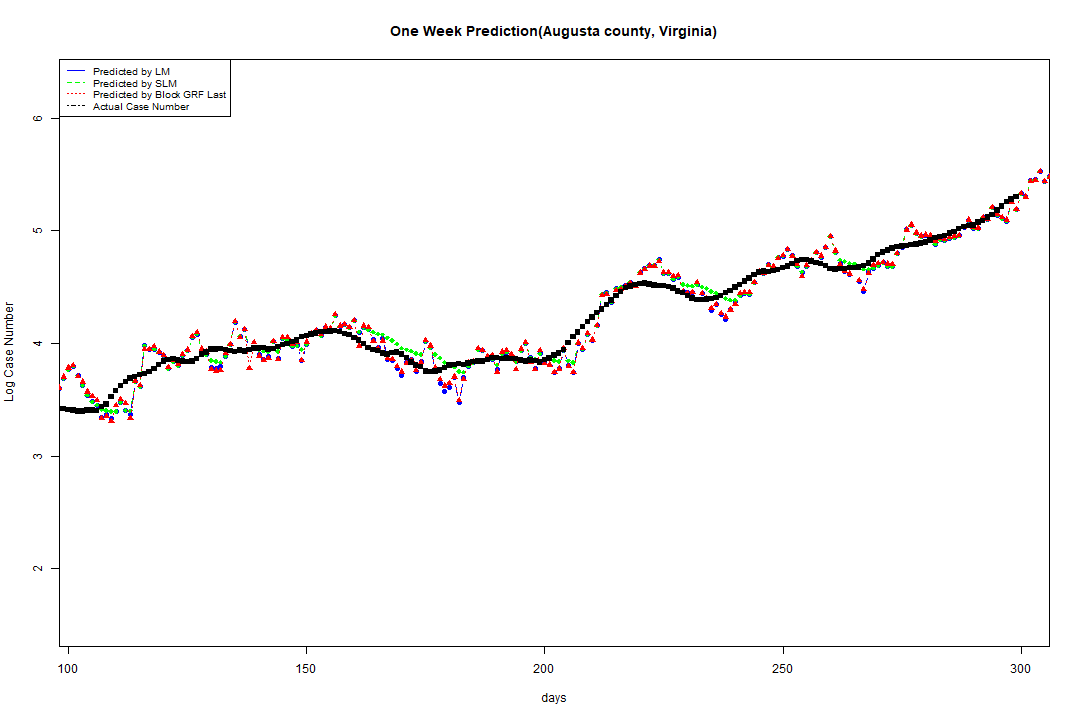 One Week Prediction(Augusta county, Virginia)
Predicted by LM
Predicted by SLM
Predicted by Block GRF Last
Actual Case Number
6
5
4
3
2
Log Case Number
100 150 200 250 300
days